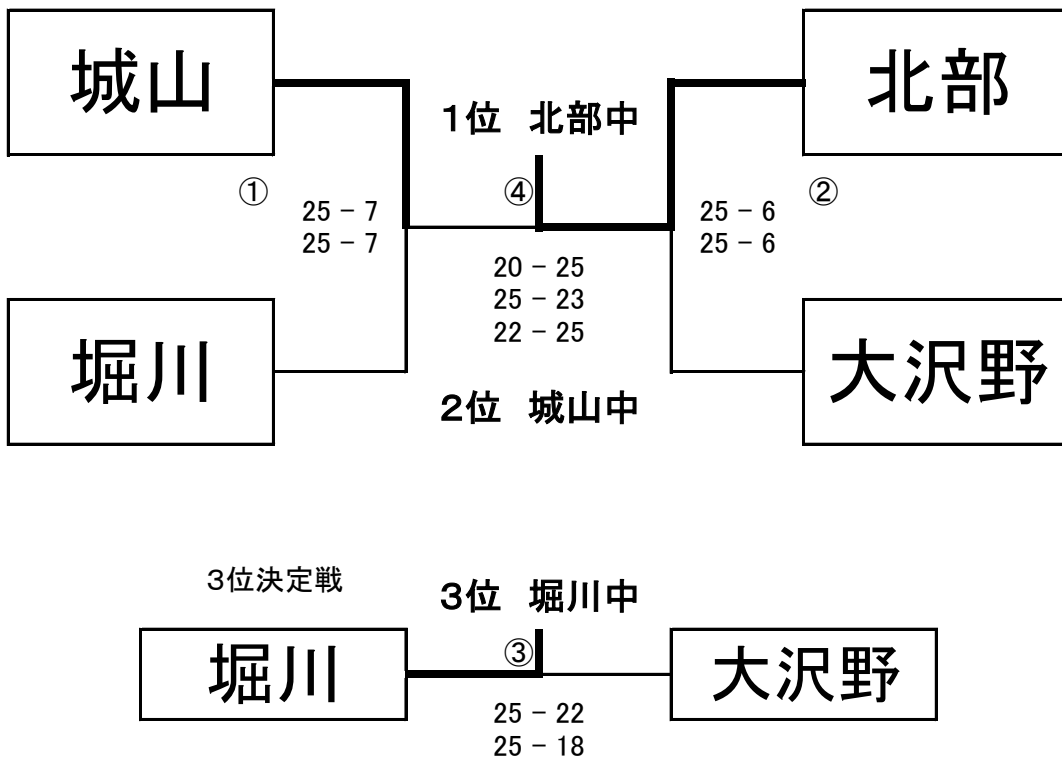 城山
北部
1位 北部中
①
④
②
25 − 7
25 − 7
25 − 6
25 − 6
20 − 25
25 − 23
22 − 25
堀川
大沢野
2位 城山中
3位決定戦
3位 堀川中
堀川
③
大沢野
25 − 22
25 − 18